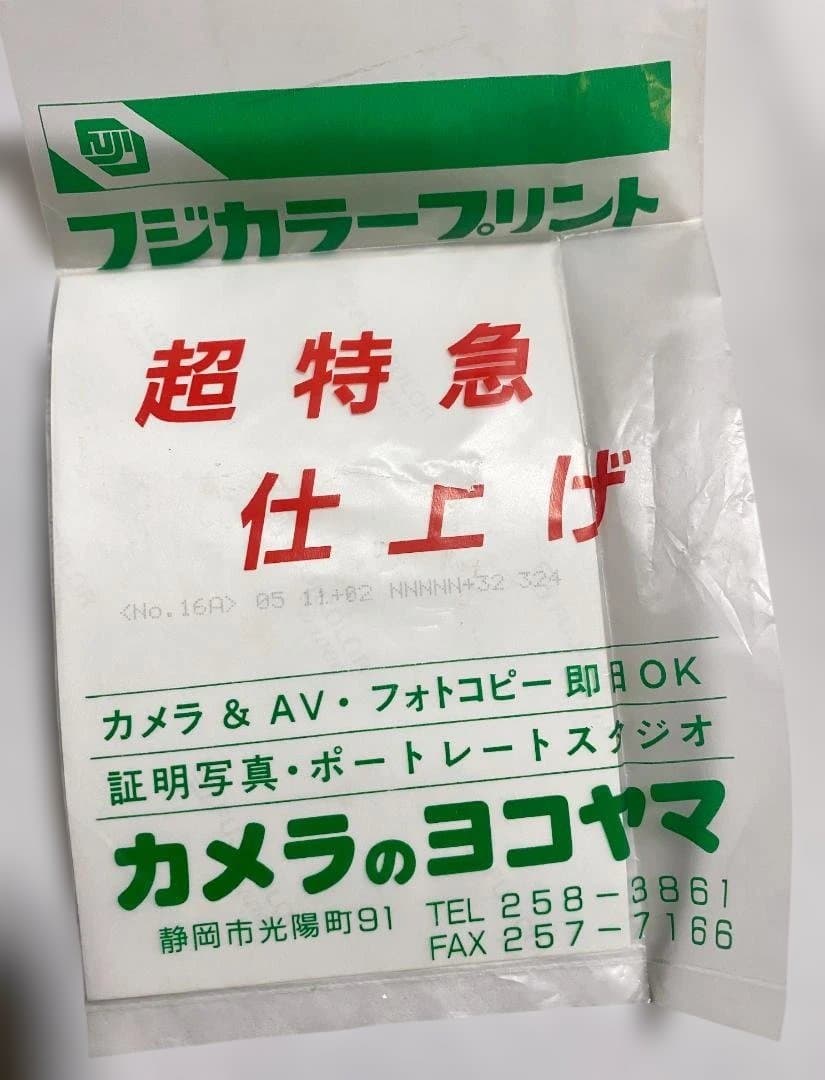 FUJI
フジカラープリント
超特急
仕上げ
<No.16A> 05 11+02 NNNNN+32 324
カメラ & AV・フォトコピー即日OK
証明写真・ポートレートスタジオ
カメラのヨコヤマ
静岡市光陽町91 TEL 258-3861
FAX 257-7166